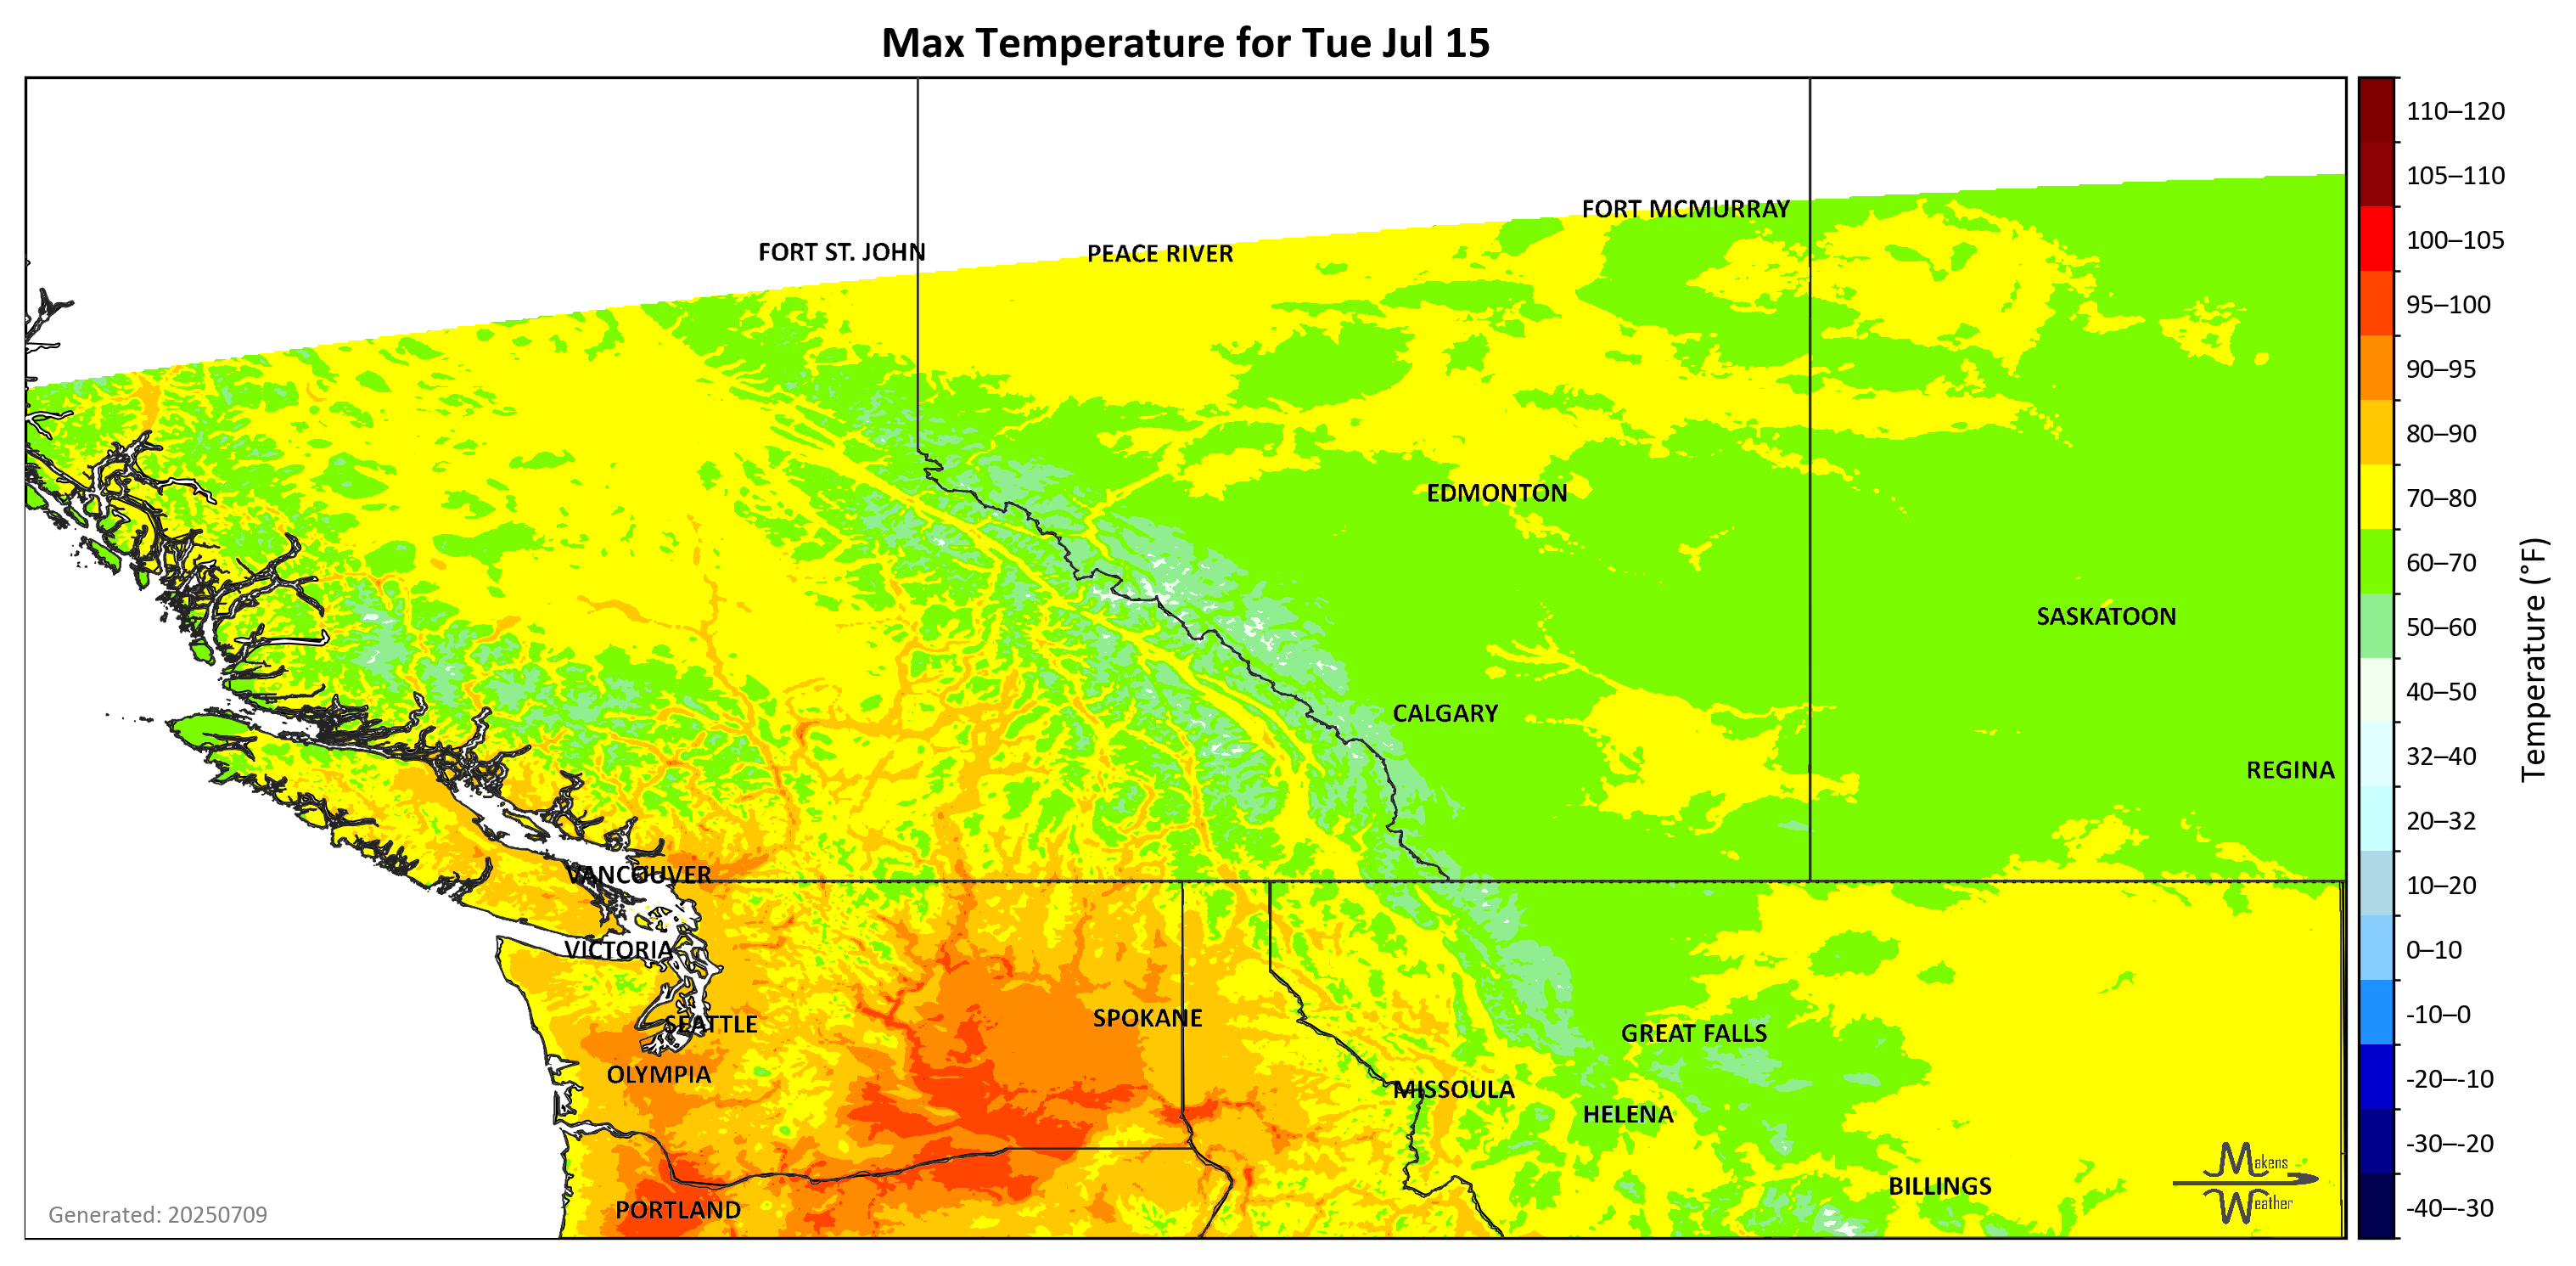 Max Temperature for Tue Jul 15
FORT MCMURRAY
FORT ST. JOHN
PEACE RIVER
EDMONTON
SASKATOON
CALGARY
REGINA
VANCOUVER
VICTORIA
SEATTLE
SPOKANE
GREAT FALLS
OLYMPIA
MISSOULA
HELENA
BILLINGS
PORTLAND
Makens
Weather
Generated: 20250709
110–120
105–110
100–105
95–100
90–95
80–90
70–80
60–70
50–60
40–50
32–40
20–32
10–20
0–10
-10–0
-20–-10
-30–-20
-40–-30
Temperature (°F)